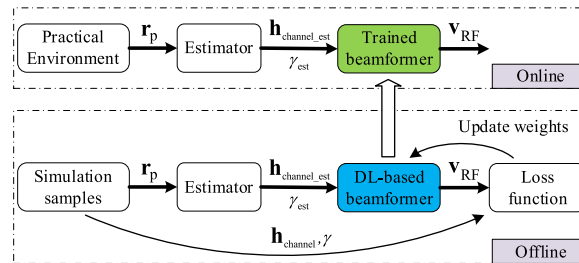 Practical Environment
r_p
Estimator
h_channel_est
γ_est
Trained beamformer
v_RF
Online
Update weights
Simulation samples
r_p
Estimator
h_channel_est
γ_est
DL-based beamformer
v_RF
Loss function
h_channel, γ
Offline